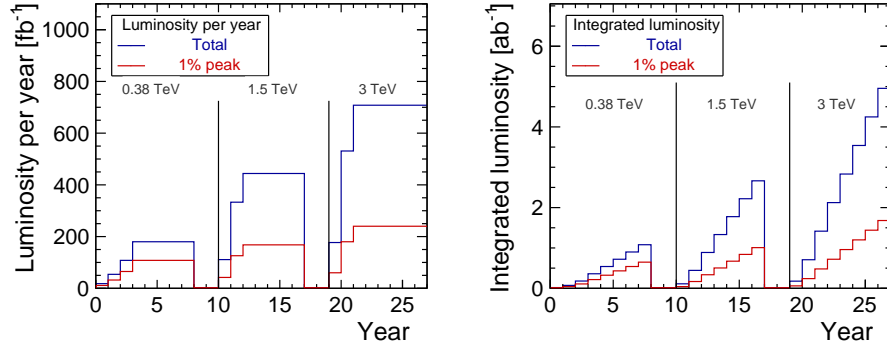 Luminosity per year [fb⁻¹]
1000
800
600
400
200
0
Luminosity per year
Total
1% peak
0.38 TeV
1.5 TeV
3 TeV
0 5 10 15 20 25
Year
Integrated luminosity [ab⁻¹]
6
4
2
0
Integrated luminosity
Total
1% peak
0.38 TeV
1.5 TeV
3 TeV
0 5 10 15 20 25
Year